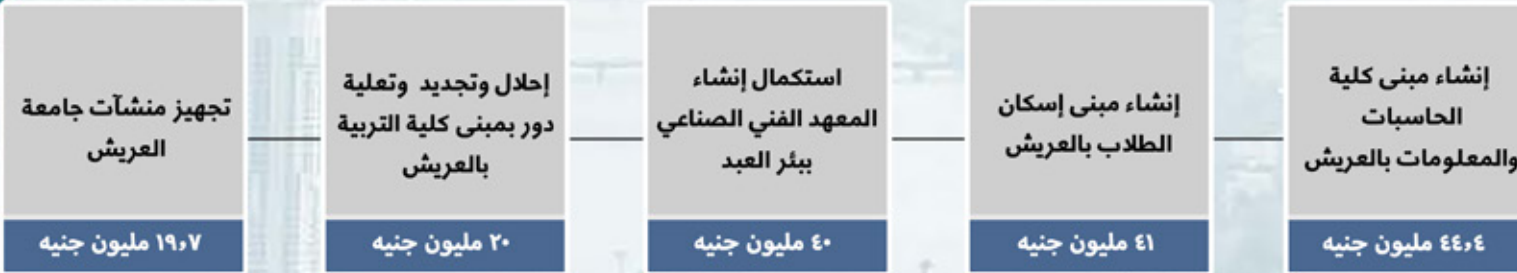 إنشاء مبنى كلية
الحاسبات
والمعلومات بالعريش
٤٤,٤ مليون جنيه
إنشاء مبنى إسكان
الطلاب بالعريش
٤١ مليون جنيه
استكمال إنشاء
المعهد الفني الصناعي
ببئر العبد
٤٠ مليون جنيه
إحلال وتجديد وتعلية
دور بمبنى كلية التربية
بالعريش
٢٠ مليون جنيه
تجهيز منشآت جامعة
العريش
١٩,٧ مليون جنيه